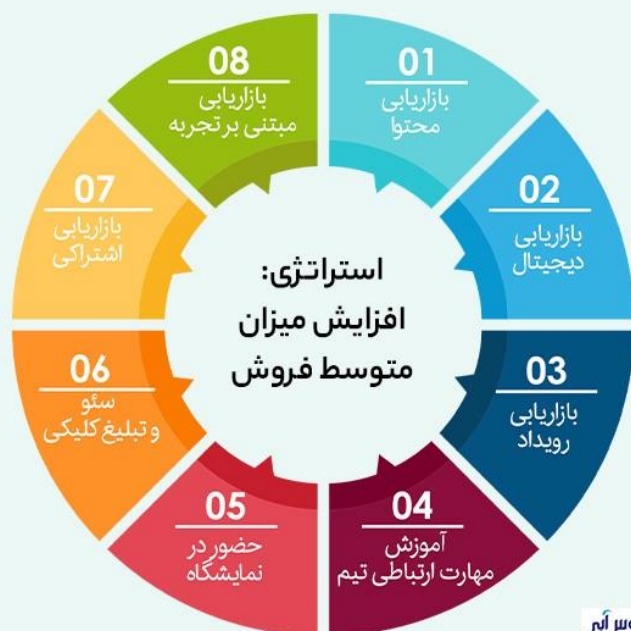 استراتژی:
افزایش میزان
متوسط فروش
01
بازاریابی
محتوا
02
بازاریابی
دیجیتال
03
بازاریابی
رویداد
04
آموزش
مهارت ارتباطی تیم
05
حضور در
نمایشگاه
06
سئو
و تبلیغ کلیکی
07
بازاریابی
اشتراکی
08
بازاریابی
مبتنی بر تجربه